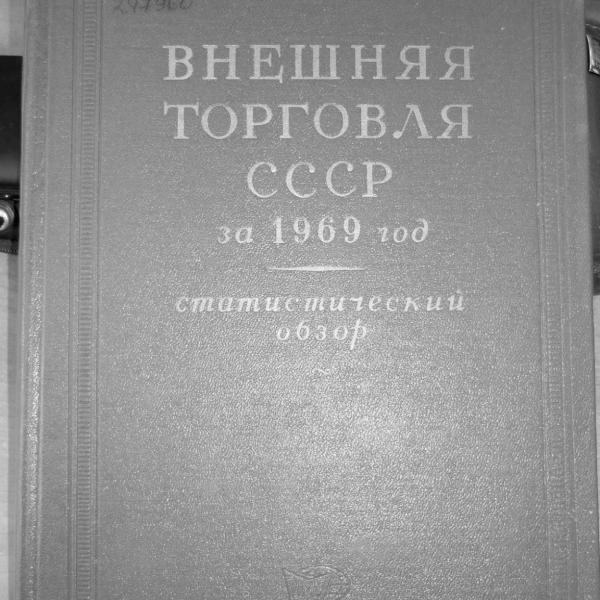 ВНЕШНЯЯ
ТОРГОВЛЯ
СССР
за 1969 год
статистический
обзор